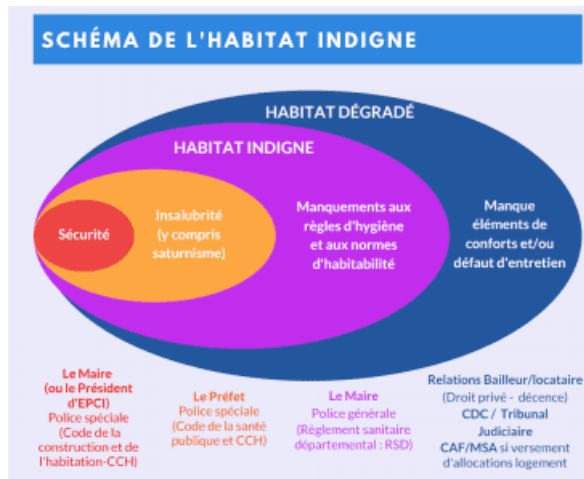 SCHÉMA DE L'HABITAT INDIGNE
HABITAT DÉGRADÉ
HABITAT INDIGNE
Sécurité
Insalubrité
(y compris
saturnisme)
Manquements aux
règles d'hygiène
et aux normes
d'habitabilité
Manque
éléments de
conforts et/ou
défaut d'entretien
Le Maire
(ou le Président
d'EPCI)
Police spéciale
(Code de la
construction et de
l'habitation-CCH)
Le Préfet
Police spéciale
(Code de la santé
publique et CCH)
Le Maire
Police générale
(Règlement sanitaire
départemental : RSD)
Relations Bailleur/locataire
(Droit privé - décence)
CDC / Tribunal
Judiciaire
CAF/MSA si versement
d'allocations logement